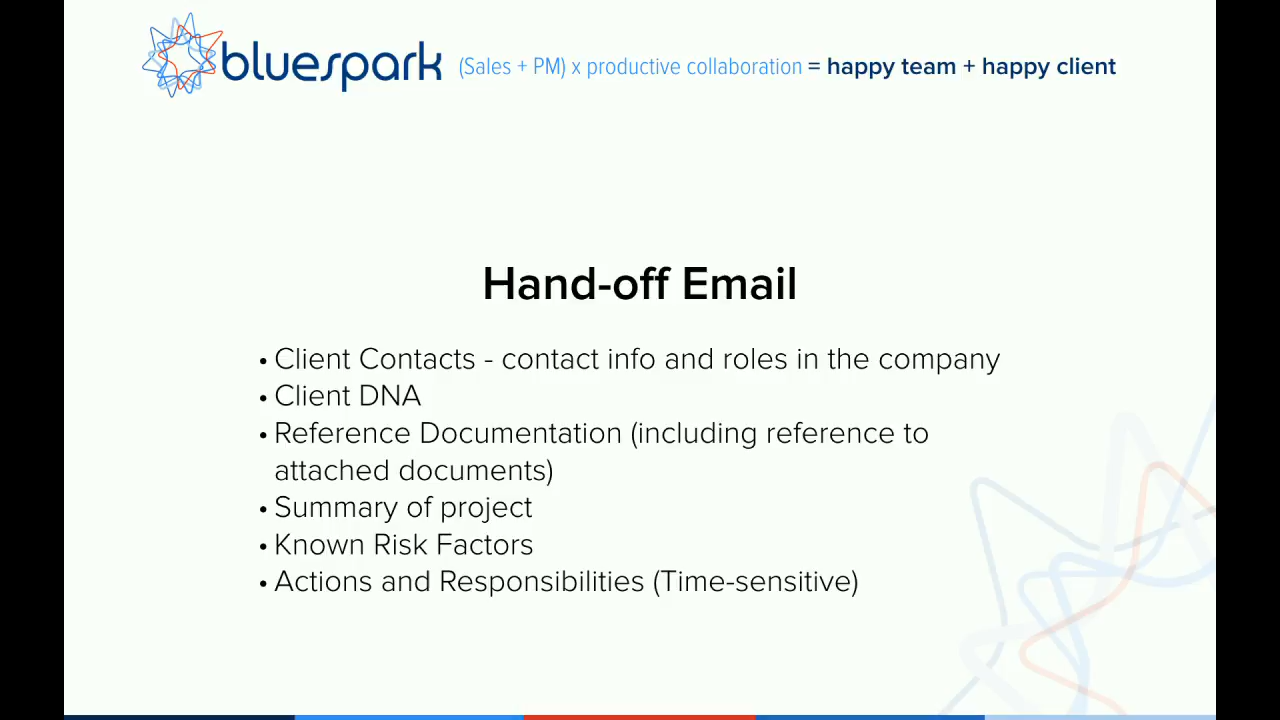 bluespark (Sales + PM) x productive collaboration = happy team + happy client
Hand-off Email
• Client Contacts - contact info and roles in the company
• Client DNA
• Reference Documentation (including reference to
attached documents)
• Summary of project
• Known Risk Factors
• Actions and Responsibilities (Time-sensitive)